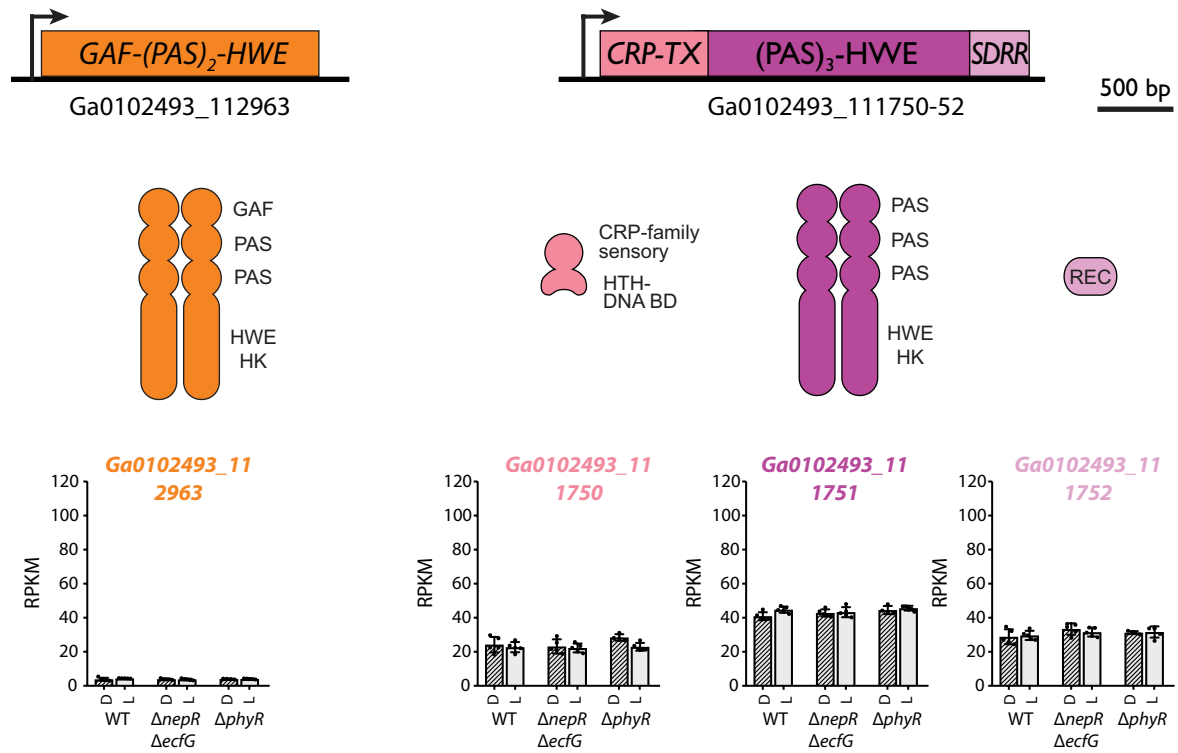 GAF-(PAS)₂-HWE
CRP-TX
(PAS)₃-HWE
SDRR
Ga0102493_112963
Ga0102493_111750-52
500 bp
GAF
PAS
PAS
HWE
HK
CRP-family
sensory
HTH-
DNA BD
PAS
PAS
PAS
HWE
HK
REC
Ga0102493_11
2963
RPKM
120
100
80
60
40
20
0
D
L
D
L
D
L
WT
ΔnepR
ΔecfG
ΔphyR
Ga0102493_11
1750
RPKM
120
100
80
60
40
20
0
D
L
D
L
D
L
WT
ΔnepR
ΔecfG
ΔphyR
Ga0102493_11
1751
RPKM
120
100
80
60
40
20
0
D
L
D
L
D
L
WT
ΔnepR
ΔecfG
ΔphyR
Ga0102493_11
1752
RPKM
120
100
80
60
40
20
0
D
L
D
L
D
L
WT
ΔnepR
ΔecfG
ΔphyR